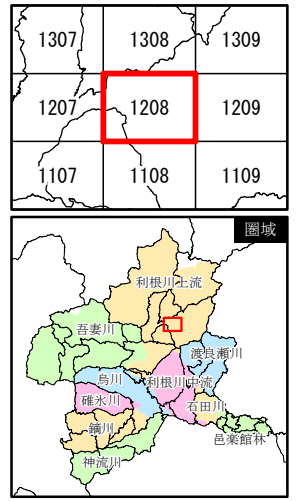 1307 1308 1309
1207 1208 1209
1107 1108 1109
圏域
利根川上流
吾妻川
渡良瀬川
烏川 利根川中流
碓氷川
石田川
鏑川
邑楽館林
神流川